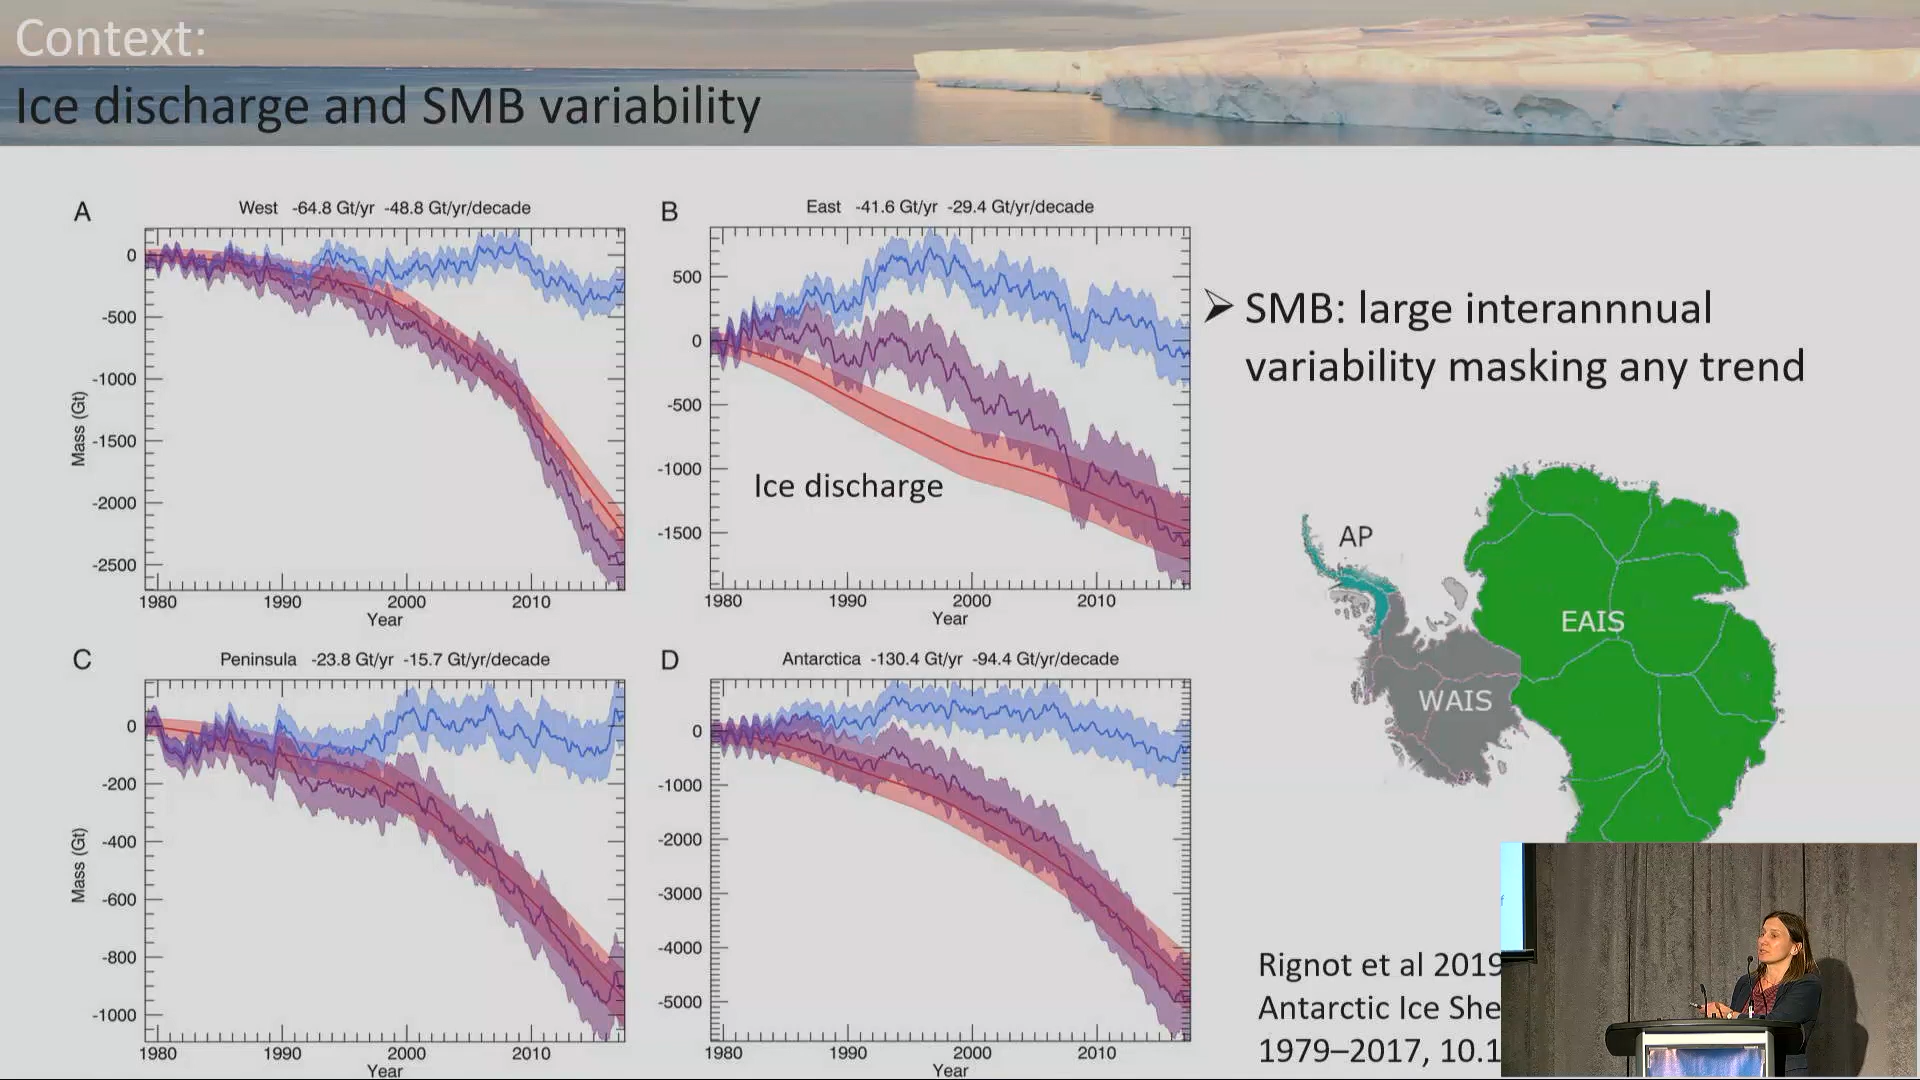 Context:
Ice discharge and SMB variability
A
West -64.8 Gt/yr -48.8 Gt/yr/decade
0
-500
-1000
-1500
-2000
-2500
Mass (Gt)
1980 1990 2000 2010
Year
B
East -41.6 Gt/yr -29.4 Gt/yr/decade
500
0
-500
-1000
-1500
Ice discharge
1980 1990 2000 2010
Year
C
Peninsula -23.8 Gt/yr -15.7 Gt/yr/decade
0
-200
-400
-600
-800
-1000
Mass (Gt)
1980 1990 2000 2010
Year
D
Antarctica -130.4 Gt/yr -94.4 Gt/yr/decade
0
-1000
-2000
-3000
-4000
-5000
1980 1990 2000 2010
Year
➢ SMB: large interannnual
variability masking any trend
AP
EAIS
WAIS
Rignot et al 2019
Antarctic Ice She
1979–2017, 10.1